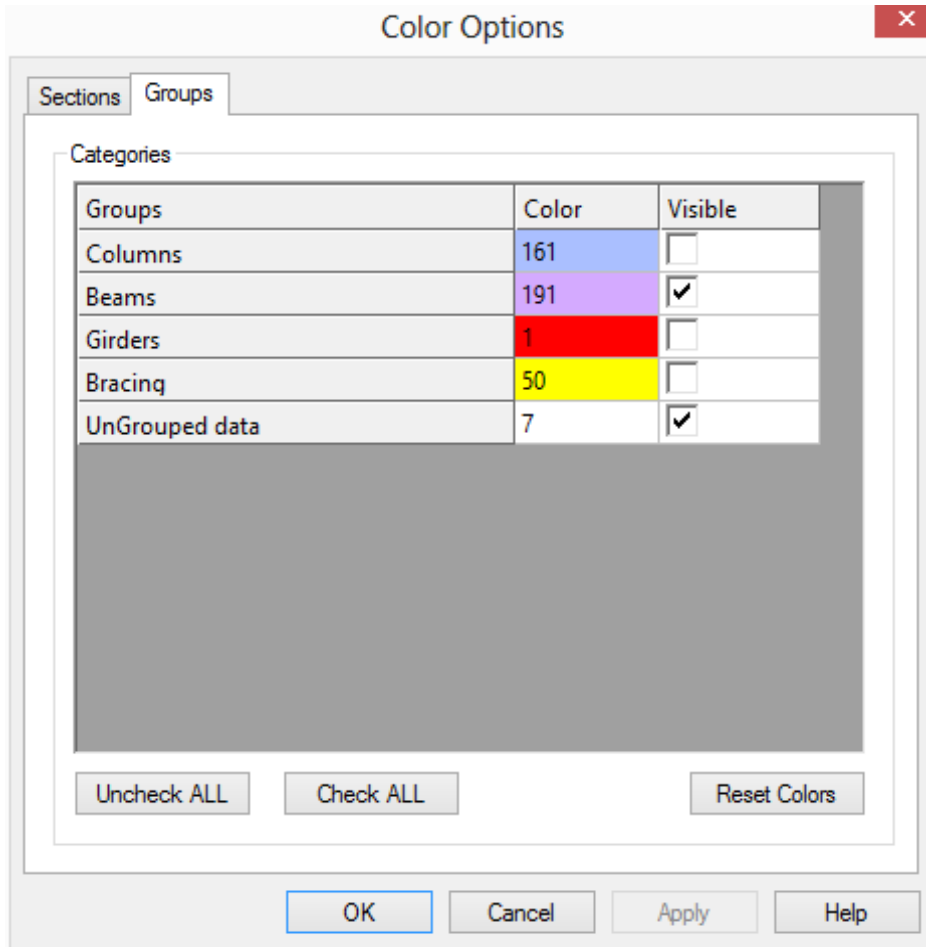 Color Options
Sections Groups
Categories
Groups Color Visible
Columns 161
Beams 191
Girders 1
Bracing 50
UnGrouped data 7
Uncheck ALL Check ALL Reset Colors
OK Cancel Apply Help